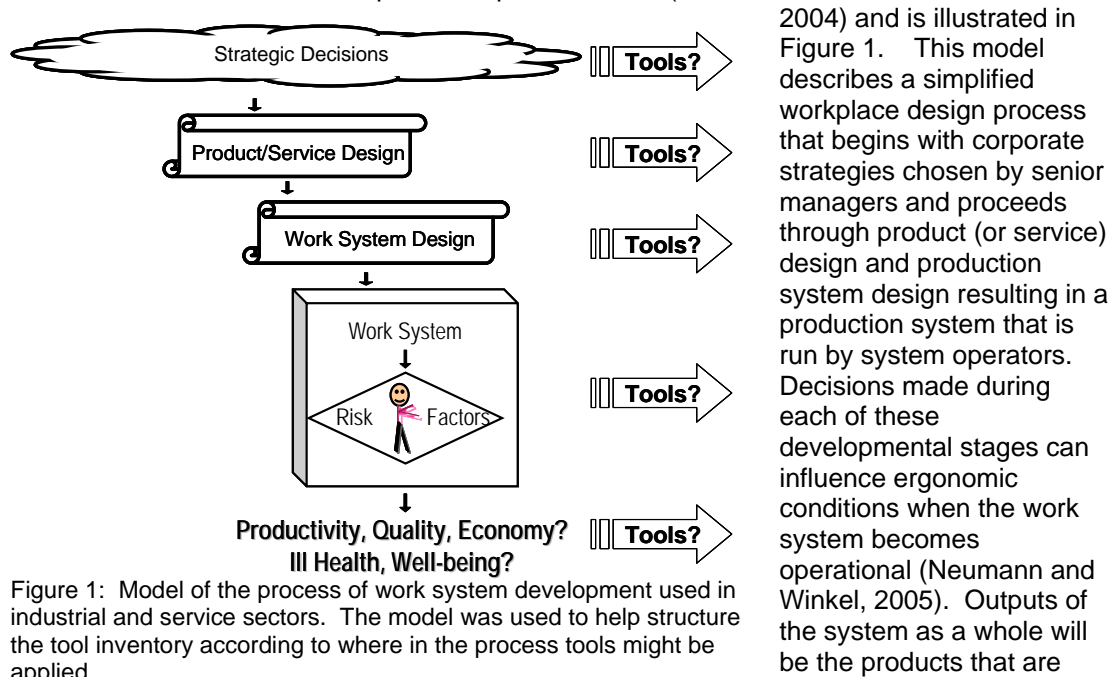 Strategic Decisions
Tools?
Product/Service Design
Tools?
Work System Design
Tools?
Work System
Risk Factors
Tools?
Productivity, Quality, Economy?
Ill Health, Well-being?
Tools?
Figure 1: Model of the process of work system development used in
industrial and service sectors. The model was used to help structure
the tool inventory according to where in the process tools might be
applied
2004) and is illustrated in
Figure 1. This model
describes a simplified
workplace design process
that begins with corporate
strategies chosen by senior
managers and proceeds
through product (or service)
design and production
system design resulting in a
production system that is
run by system operators.
Decisions made during
each of these
developmental stages can
influence ergonomic
conditions when the work
system becomes
operational (Neumann and
Winkel, 2005). Outputs of
the system as a whole will
be the products that are